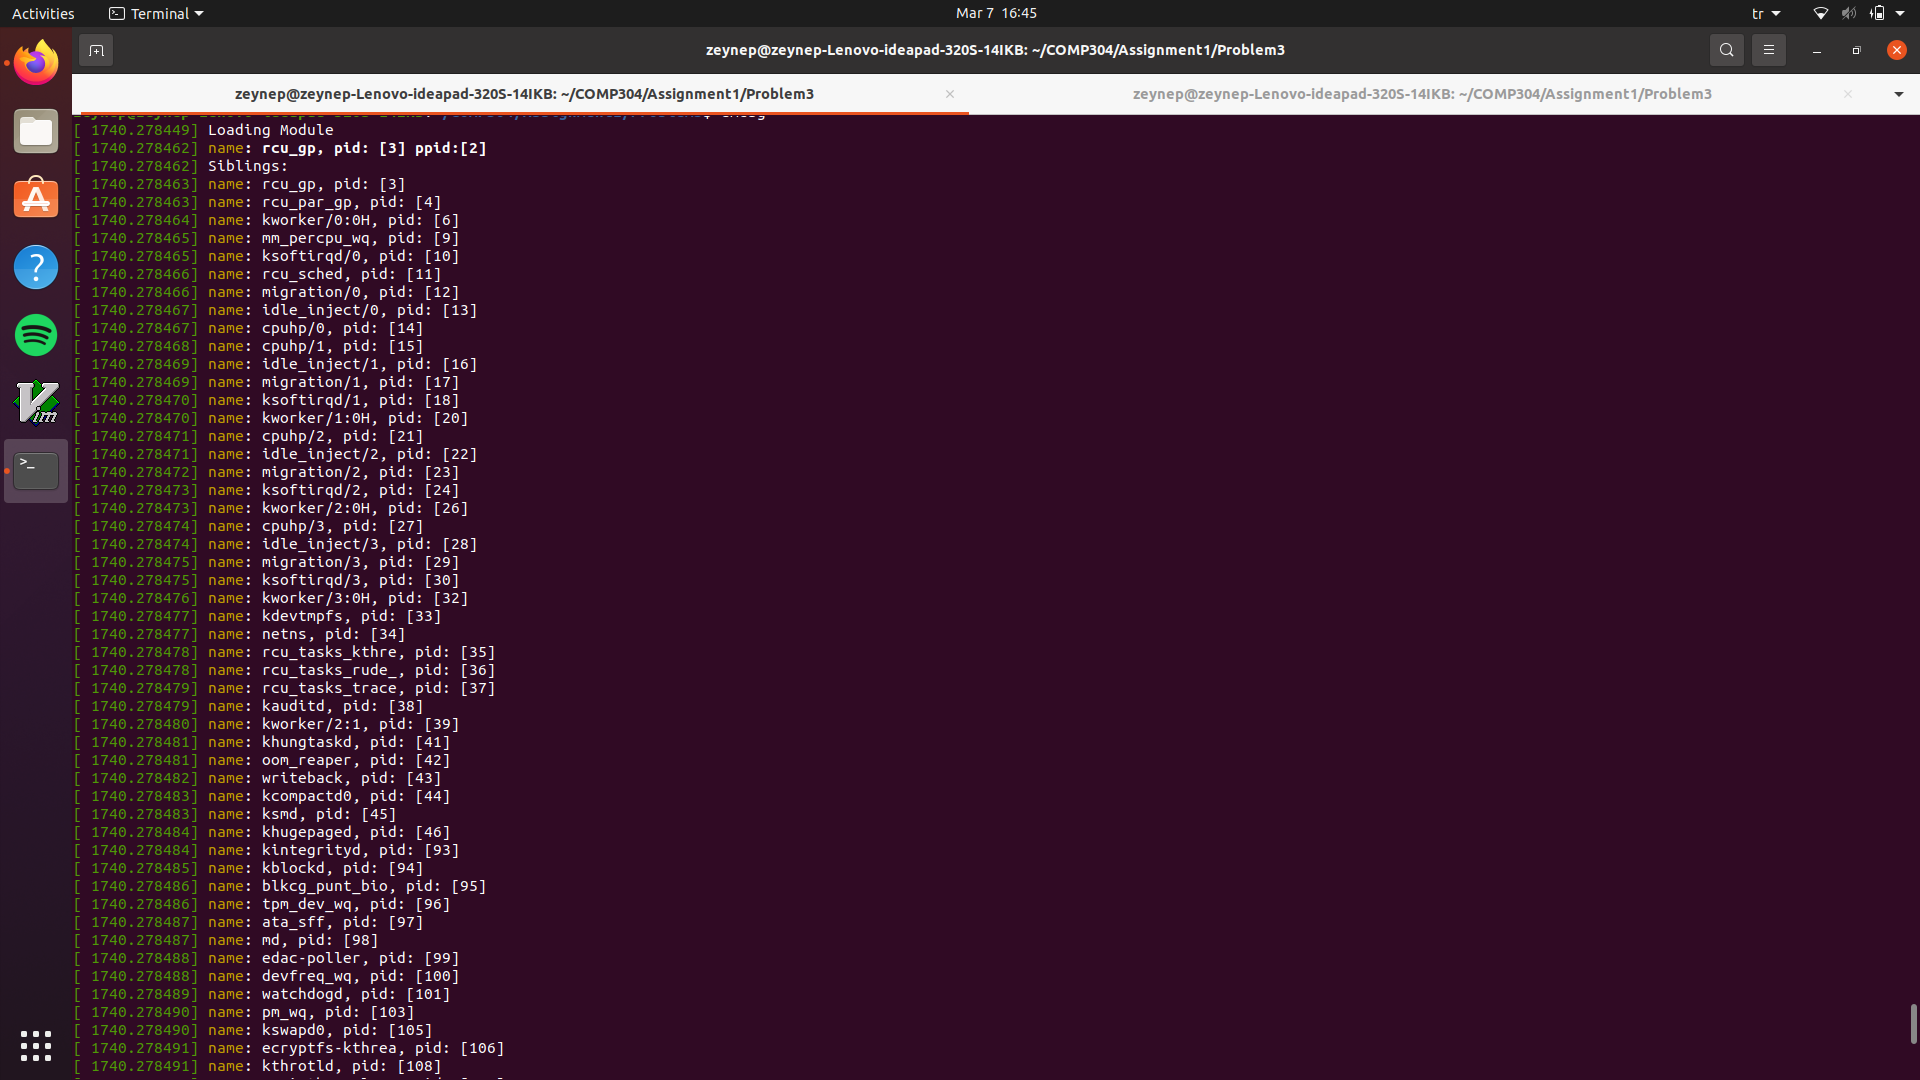 Activities
Terminal
Mar 7 16:45
tr
zeynep@zeynep-Lenovo-ideapad-320S-14IKB: ~/COMP304/Assignment1/Problem3
zeynep@zeynep-Lenovo-ideapad-320S-14IKB: ~/COMP304/Assignment1/Problem3
zeynep@zeynep-Lenovo-ideapad-320S-14IKB: ~/COMP304/Assignment1/Problem3
[ 1740.278449] Loading Module
[ 1740.278462] name: rcu_gp, pid: [3] ppid:[2]
[ 1740.278462] Siblings:
[ 1740.278463] name: rcu_gp, pid: [3]
[ 1740.278463] name: rcu_par_gp, pid: [4]
[ 1740.278464] name: kworker/0:0H, pid: [6]
[ 1740.278465] name: mm_percpu_wq, pid: [9]
[ 1740.278465] name: ksoftirqd/0, pid: [10]
[ 1740.278466] name: rcu_sched, pid: [11]
[ 1740.278466] name: migration/0, pid: [12]
[ 1740.278467] name: idle_inject/0, pid: [13]
[ 1740.278467] name: cpuhp/0, pid: [14]
[ 1740.278468] name: cpuhp/1, pid: [15]
[ 1740.278469] name: idle_inject/1, pid: [16]
[ 1740.278469] name: migration/1, pid: [17]
[ 1740.278470] name: ksoftirqd/1, pid: [18]
[ 1740.278470] name: kworker/1:0H, pid: [20]
[ 1740.278471] name: cpuhp/2, pid: [21]
[ 1740.278471] name: idle_inject/2, pid: [22]
[ 1740.278472] name: migration/2, pid: [23]
[ 1740.278473] name: ksoftirqd/2, pid: [24]
[ 1740.278473] name: kworker/2:0H, pid: [26]
[ 1740.278474] name: cpuhp/3, pid: [27]
[ 1740.278474] name: idle_inject/3, pid: [28]
[ 1740.278475] name: migration/3, pid: [29]
[ 1740.278475] name: ksoftirqd/3, pid: [30]
[ 1740.278476] name: kworker/3:0H, pid: [32]
[ 1740.278477] name: kdevtmpfs, pid: [33]
[ 1740.278477] name: netns, pid: [34]
[ 1740.278478] name: rcu_tasks_kthre, pid: [35]
[ 1740.278478] name: rcu_tasks_rude_, pid: [36]
[ 1740.278479] name: rcu_tasks_trace, pid: [37]
[ 1740.278479] name: kauditd, pid: [38]
[ 1740.278480] name: kworker/2:1, pid: [39]
[ 1740.278481] name: khungtaskd, pid: [41]
[ 1740.278481] name: oom_reaper, pid: [42]
[ 1740.278482] name: writeback, pid: [43]
[ 1740.278483] name: kcompactd0, pid: [44]
[ 1740.278483] name: ksmd, pid: [45]
[ 1740.278484] name: khugepaged, pid: [46]
[ 1740.278484] name: kintegrityd, pid: [93]
[ 1740.278485] name: kblockd, pid: [94]
[ 1740.278486] name: blkcg_punt_bio, pid: [95]
[ 1740.278486] name: tpm_dev_wq, pid: [96]
[ 1740.278487] name: ata_sff, pid: [97]
[ 1740.278487] name: md, pid: [98]
[ 1740.278488] name: edac-poller, pid: [99]
[ 1740.278488] name: devfreq_wq, pid: [100]
[ 1740.278489] name: watchdogd, pid: [101]
[ 1740.278490] name: pm_wq, pid: [103]
[ 1740.278490] name: kswapd0, pid: [105]
[ 1740.278491] name: ecryptfs-kthrea, pid: [106]
[ 1740.278491] name: kthrotld, pid: [108]